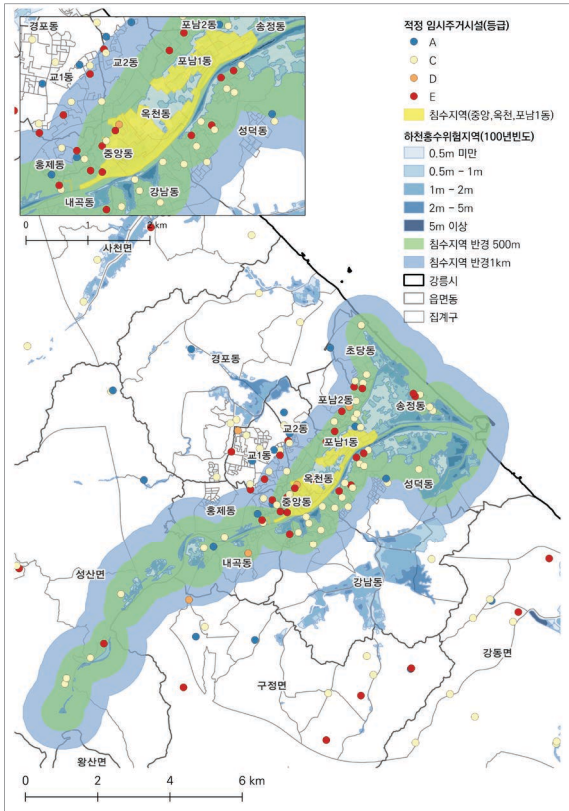 경포동
포남2동
송정동
교2동
포남1동
교1동
옥천동
성덕동
중앙동
홍제동
강남동
내곡동
0 1 2 km
적정 임시주거시설(등급)
A
C
D
E
침수지역(중앙,옥천,포남1동)
하천홍수위험지역(100년빈도)
0.5m 미만
0.5m – 1m
1m – 2m
2m – 5m
5m 이상
침수지역 반경 500m
침수지역 반경1km
강릉시
읍면동
집계구
사천면
경포동
초당동
포남2동
송정동
교2동
포남1동
교1동
옥천동
성덕동
중앙동
홍제동
내곡동
성산면
강남동
강동면
구정면
왕산면
0 2 4 6 km